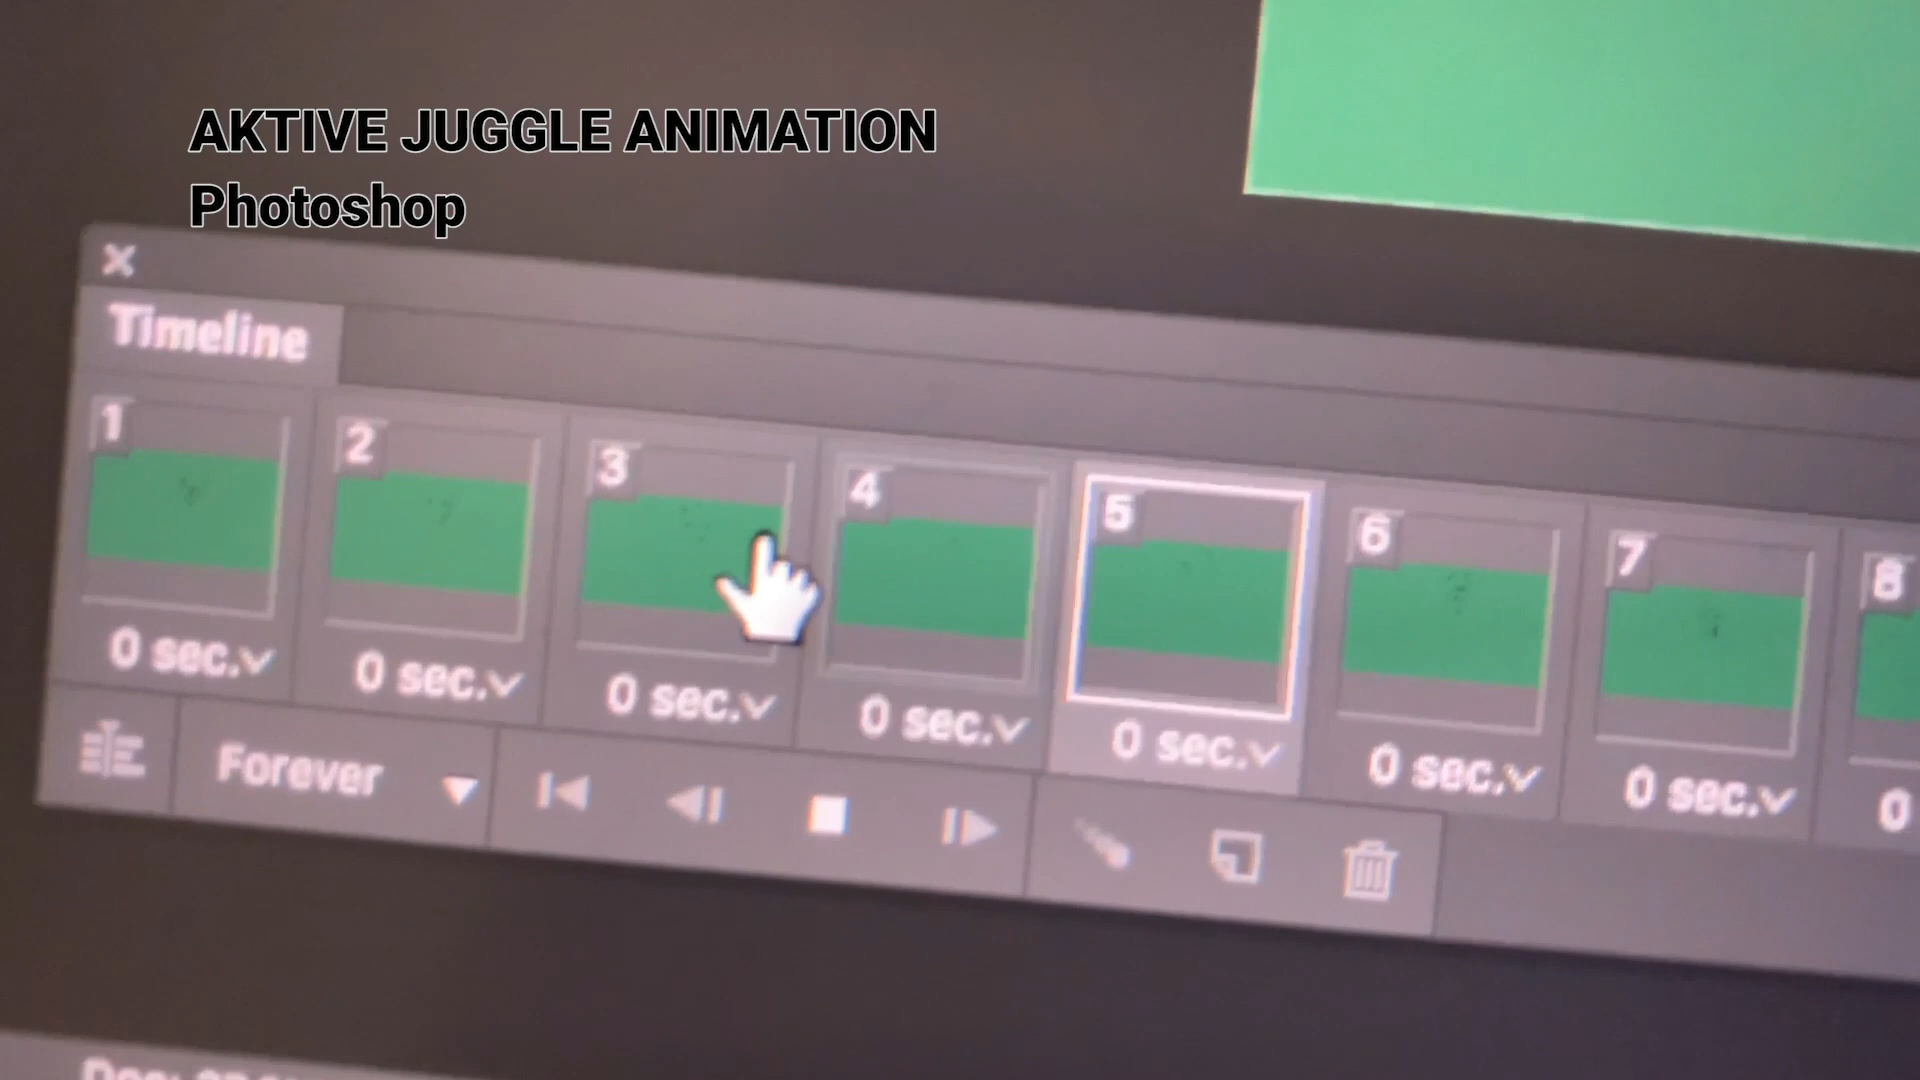 AKTIVE JUGGLE ANIMATION
Photoshop
Timeline
1 2 3 4 5 6 7 8
0 sec. 0 sec. 0 sec. 0 sec. 0 sec. 0 sec. 0 sec. 0
Forever